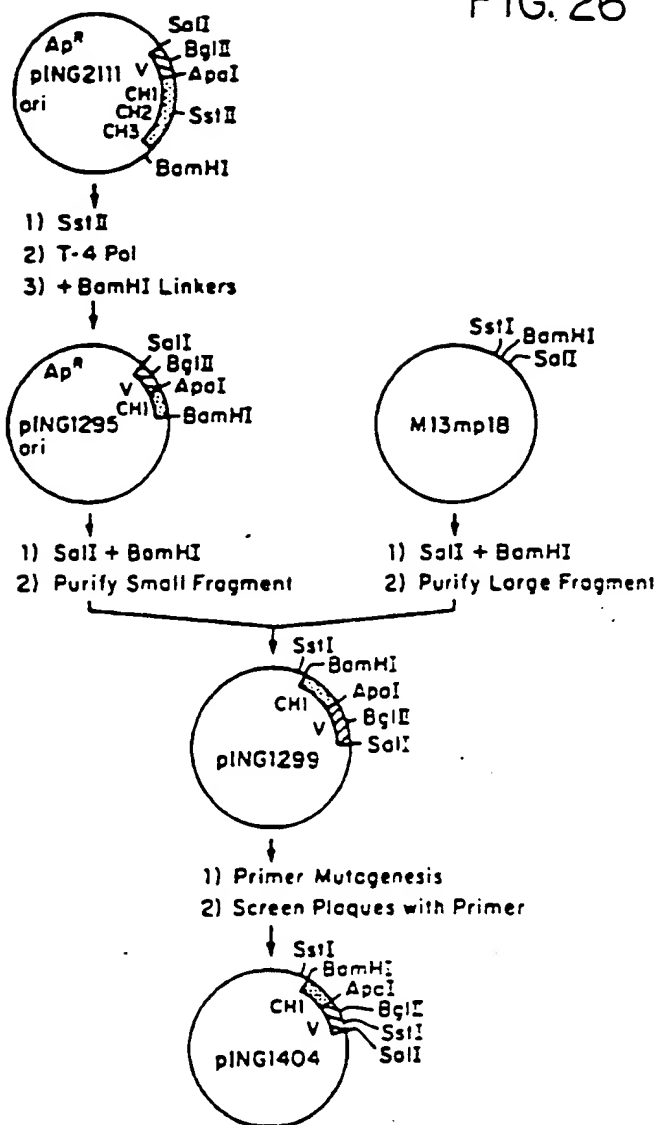 FIG. 26
SalI
BglII
ApaI
SstII
BamHI
Ap^R
pING2111
ori
V
CH1
CH2
CH3
1) SstII
2) T-4 Pol
3) + BamHI Linkers
SalI
BglII
ApaI
BamHI
Ap^R
V
CH1
pING1295
ori
SstI
BamHI
SalI
M13mp18
1) SalI + BamHI
2) Purify Small Fragment
1) SalI + BamHI
2) Purify Large Fragment
SstI
BamHI
ApaI
BglII
SalI
CH1
V
pING1299
1) Primer Mutagenesis
2) Screen Plaques with Primer
SstI
BamHI
ApaI
BglII
SstI
SalI
CH1
V
pING1404